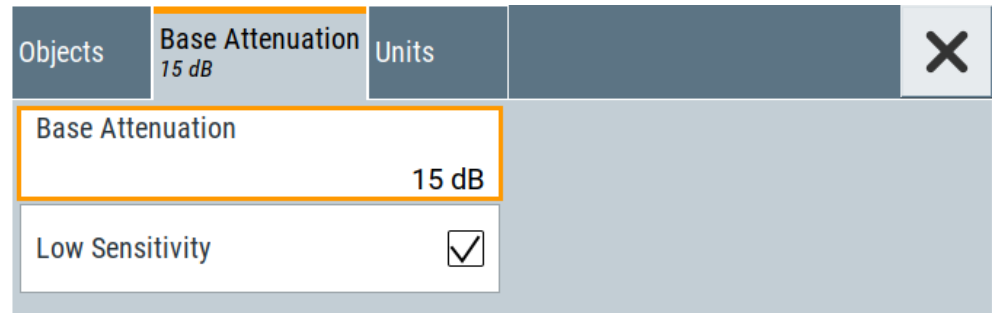 Objects
Base Attenuation
15 dB
Units
Base Attenuation
15 dB
Low Sensitivity